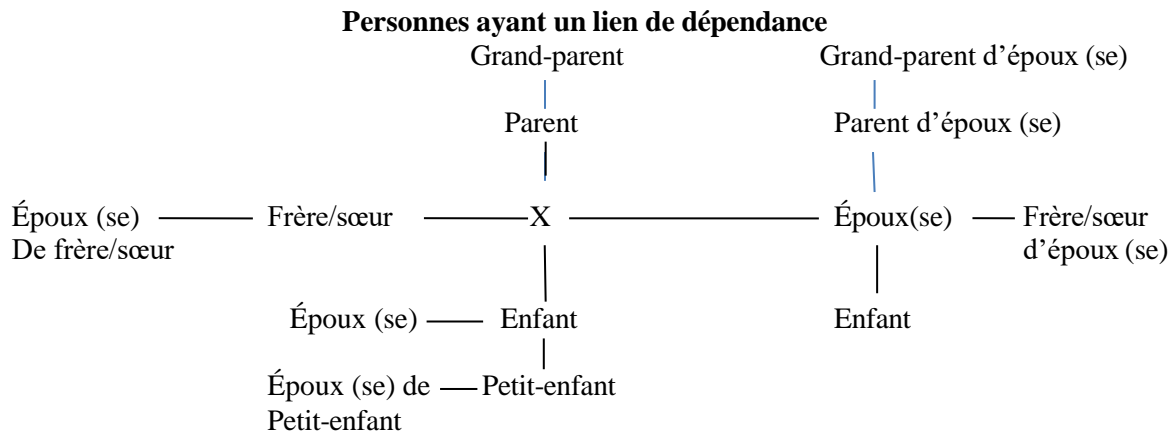 Personnes ayant un lien de dépendance
Grand-parent
Grand-parent d’époux (se)
Parent
Parent d’époux (se)
Époux (se)
De frère/sœur
Frère/sœur
X
Époux(se)
Frère/sœur
d’époux (se)
Époux (se)
Enfant
Enfant
Époux (se) de
Petit-enfant
Petit-enfant